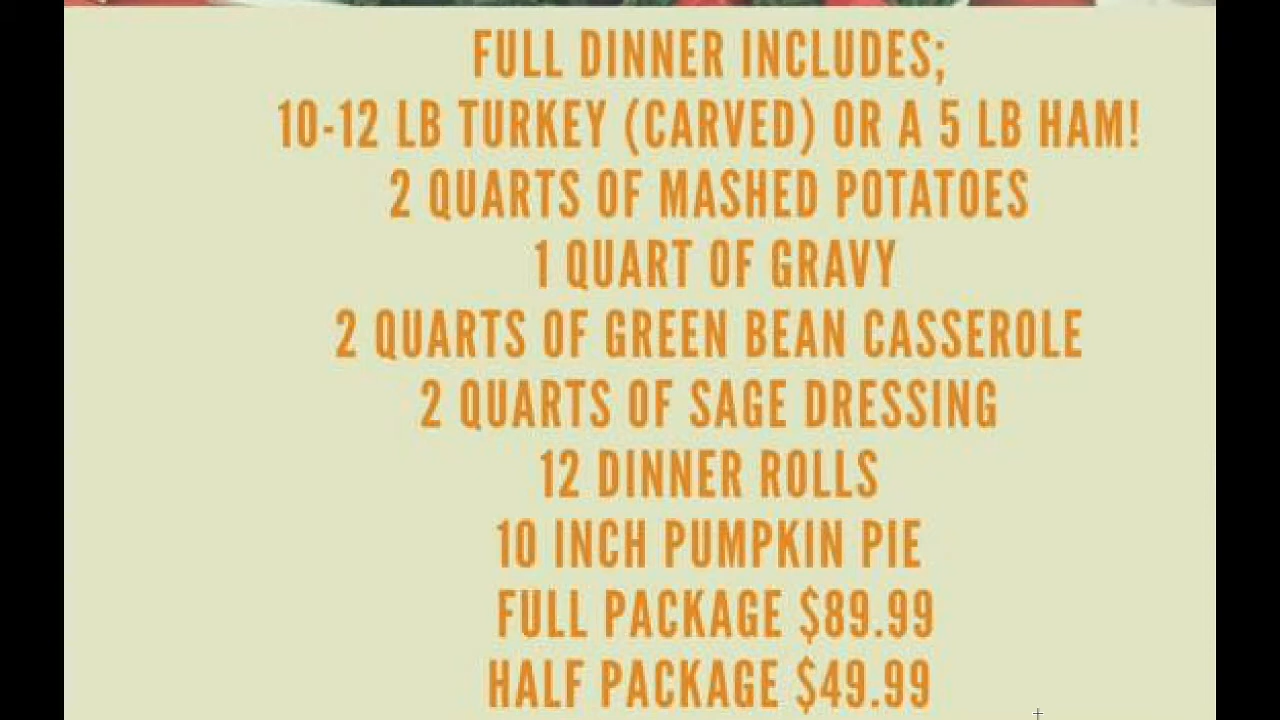 FULL DINNER INCLUDES;
10-12 LB TURKEY (CARVED) OR A 5 LB HAM!
2 QUARTS OF MASHED POTATOES
1 QUART OF GRAVY
2 QUARTS OF GREEN BEAN CASSEROLE
2 QUARTS OF SAGE DRESSING
12 DINNER ROLLS
10 INCH PUMPKIN PIE
FULL PACKAGE $89.99
HALF PACKAGE $49.99